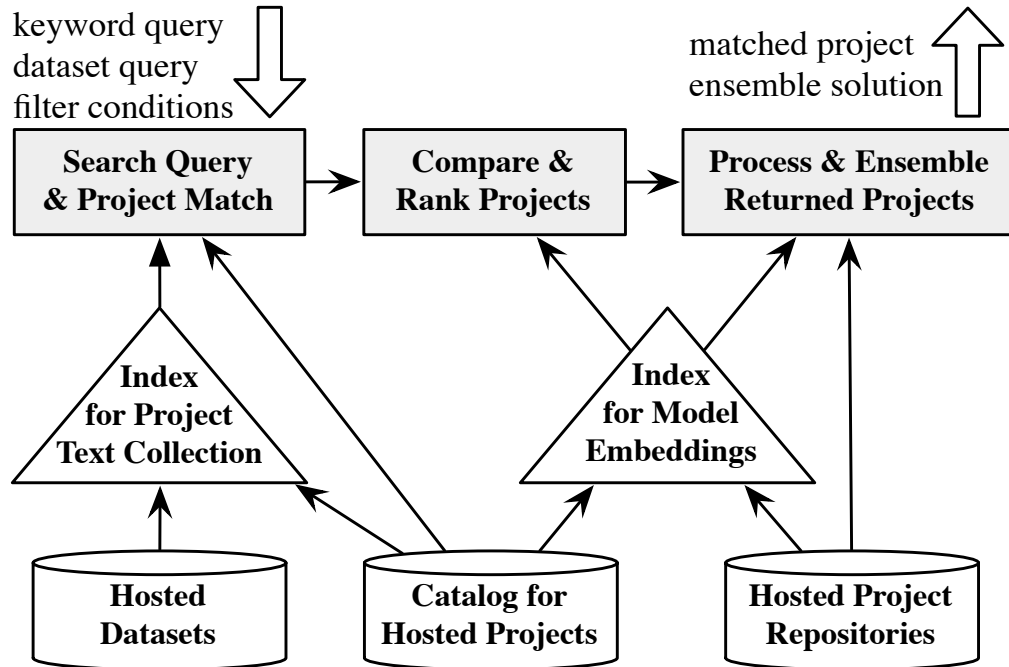 keyword query
dataset query
filter conditions
matched project
ensemble solution
Search Query
& Project Match
Compare &
Rank Projects
Process & Ensemble
Returned Projects
Index
for Project
Text Collection
Index
for Model
Embeddings
Hosted
Datasets
Catalog for
Hosted Projects
Hosted Project
Repositories